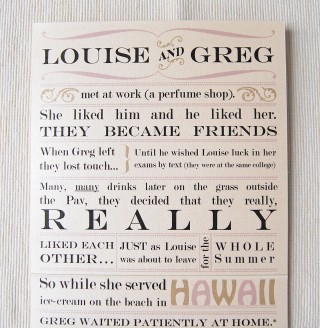 LOUISE AND GREG
met at work (a perfume shop).
She liked him and he liked her.
THEY BECAME FRIENDS
When Greg left
they lost touch...
Until he wished Louise luck in her
exams by text (they were at the same college)
Many, many drinks later on the grass outside
the Pav, they decided that they really,
REALLY
LIKED EACH
OTHER...
JUST as Louise
was about to leave
for the
WHOLE
Summer
So while she served
ice-cream on the beach in
HAWAII
GREG WAITED PATIENTLY AT HOME.*